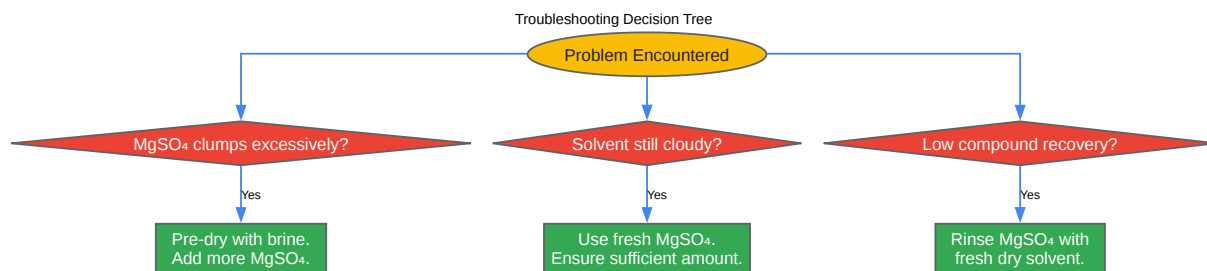 Troubleshooting Decision Tree
Problem Encountered
MgSO₄ clumps excessively?
Solvent still cloudy?
Low compound recovery?
Yes
Yes
Yes
Pre-dry with brine.
Add more MgSO₄.
Use fresh MgSO₄.
Ensure sufficient amount.
Rinse MgSO₄ with
fresh dry solvent.